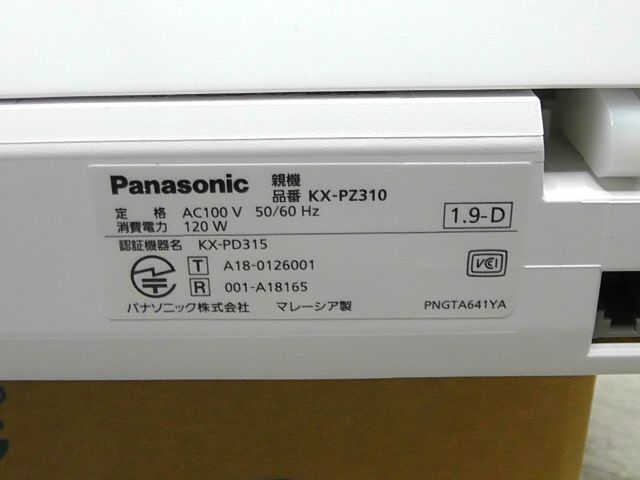 Panasonic 親機
品番 KX-PZ310
定 格 AC100 V 50/60 Hz
消費電力 120 W
1.9-D
認証機器名 KX-PD315
T A18-0126001
R 001-A18165
VCI
パナソニック株式会社 マレーシア製 PNGTA641YA